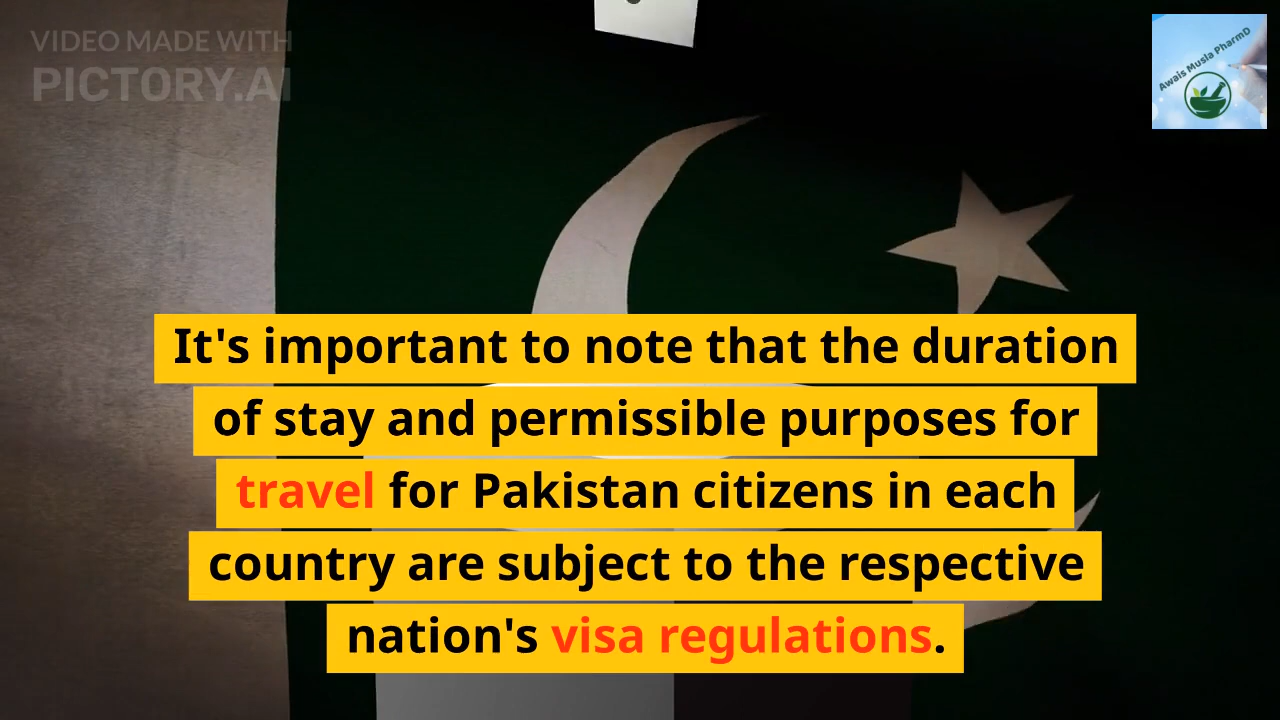 VIDEO MADE WITH
PICTORY.AI
Awais Musla PharmD
It's important to note that the duration
of stay and permissible purposes for
travel for Pakistan citizens in each
country are subject to the respective
nation's visa regulations.